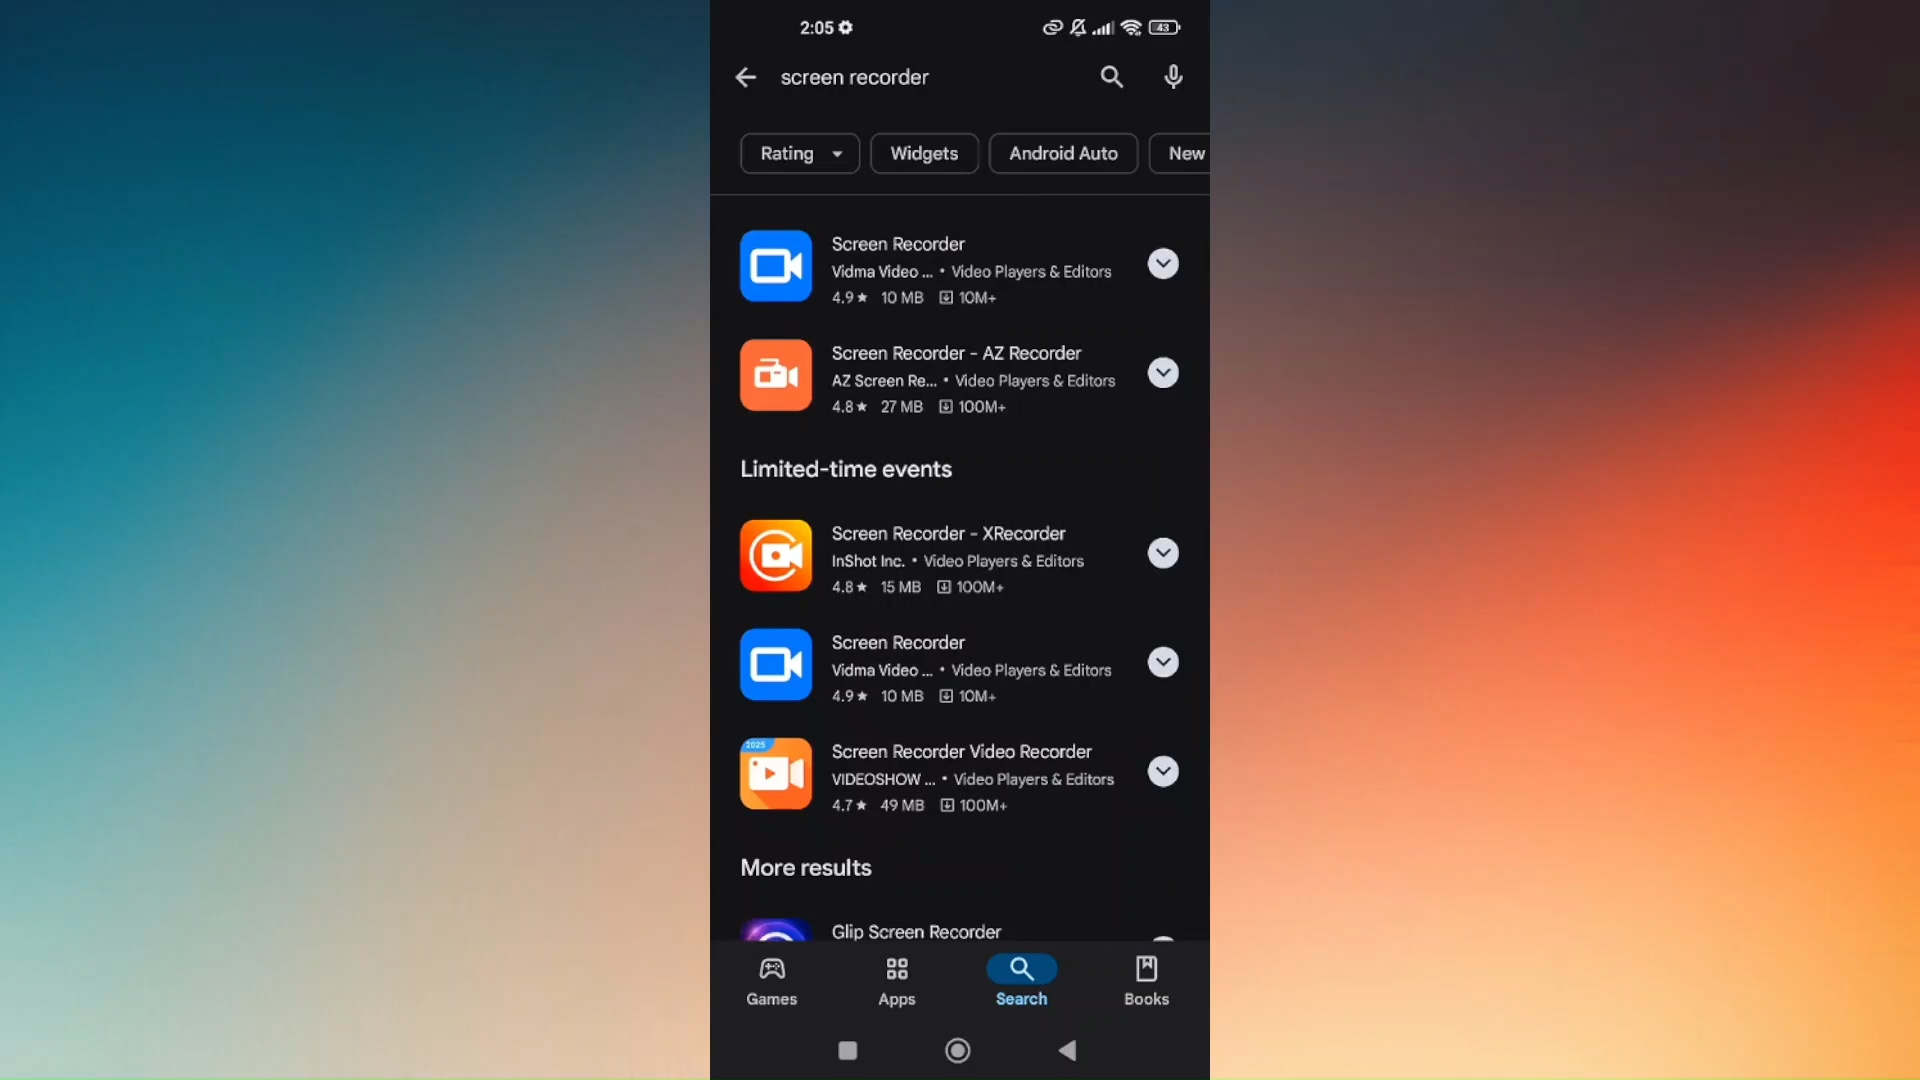 2:05
43
screen recorder
Rating
Widgets
Android Auto
New
Screen Recorder
Vidma Video ... • Video Players & Editors
4.9★ 10 MB 10M+
Screen Recorder - AZ Recorder
AZ Screen Re... • Video Players & Editors
4.8★ 27 MB 100M+
Limited-time events
Screen Recorder - XRecorder
InShot Inc. • Video Players & Editors
4.8★ 15 MB 100M+
Screen Recorder
Vidma Video ... • Video Players & Editors
4.9★ 10 MB 10M+
2025
Screen Recorder Video Recorder
VIDEOSHOW ... • Video Players & Editors
4.7★ 49 MB 100M+
More results
Glip Screen Recorder
Games
Apps
Search
Books